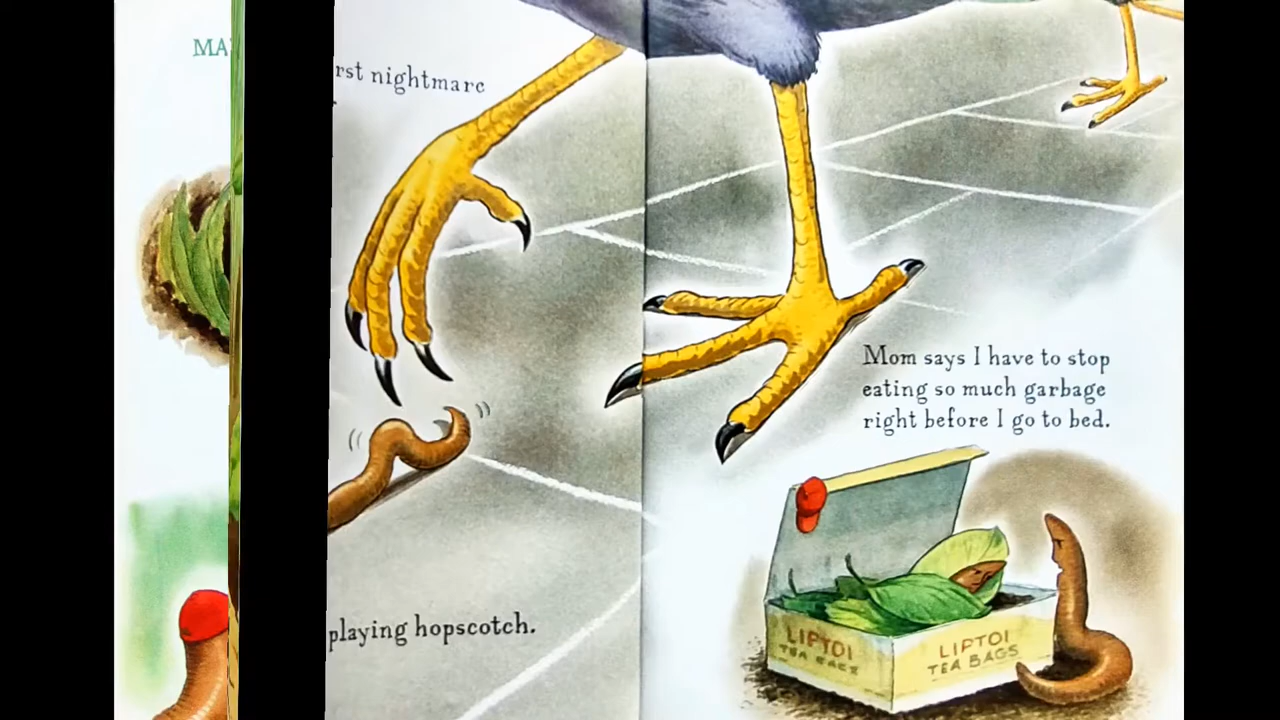 MA
rst nightmare
Mom says I have to stop
eating so much garbage
right before I go to bed.
LIPTOI
TEA BAGS
LIPTOI
TEA BAGS
playing hopscotch.